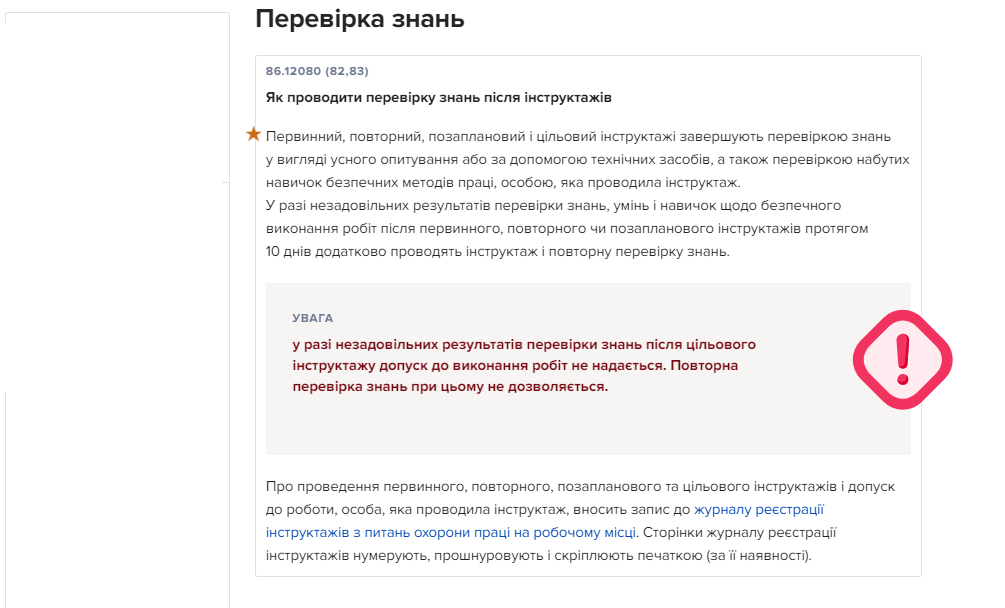 Перевірка знань
86.12080 (82,83)
Як проводити перевірку знань після інструктажів
Первинний, повторний, позаплановий і цільовий інструктажі завершують перевіркою знань
у вигляді усного опитування або за допомогою технічних засобів, а також перевіркою набутих
навичок безпечних методів праці, особою, яка проводила інструктаж.
У разі незадовільних результатів перевірки знань, умінь і навичок щодо безпечного
виконання робіт після первинного, повторного чи позапланового інструктажів протягом
10 днів додатково проводять інструктаж і повторну перевірку знань.
УВАГА
у разі незадовільних результатів перевірки знань після цільового
інструктажу допуск до виконання робіт не надається. Повторна
перевірка знань при цьому не дозволяється.
Про проведення первинного, повторного, позапланового та цільового інструктажів і допуск
до роботи, особа, яка проводила інструктаж, вносить запис до журналу реєстрації
інструктажів з питань охорони праці на робочому місці. Сторінки журналу реєстрації
інструктажів нумерують, прошнуровують і скріплюють печаткою (за її наявності).